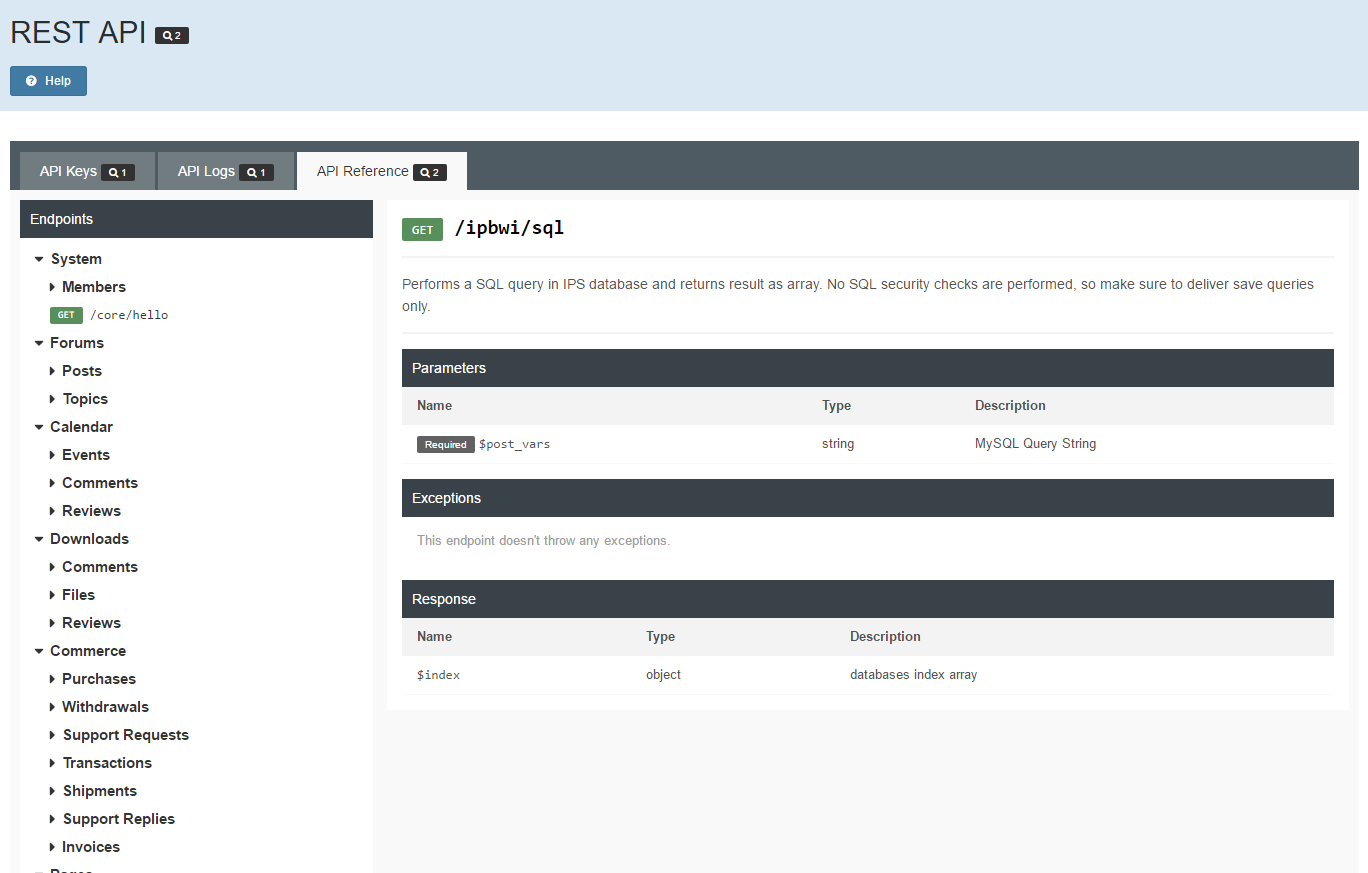 REST API 2
Help
API Keys 1
API Logs 1
API Reference 2
Endpoints
System
Members
GET /core/hello
Forums
Posts
Topics
Calendar
Events
Comments
Reviews
Downloads
Comments
Files
Reviews
Commerce
Purchases
Withdrawals
Support Requests
Transactions
Shipments
Support Replies
Invoices
Pages
GET /ipbwi/sql
Performs a SQL query in IPS database and returns result as array. No SQL security checks are performed, so make sure to deliver save queries
only.
Parameters
Name Type Description
Required $post_vars string MySQL Query String
Exceptions
This endpoint doesn't throw any exceptions.
Response
Name Type Description
$index object databases index array